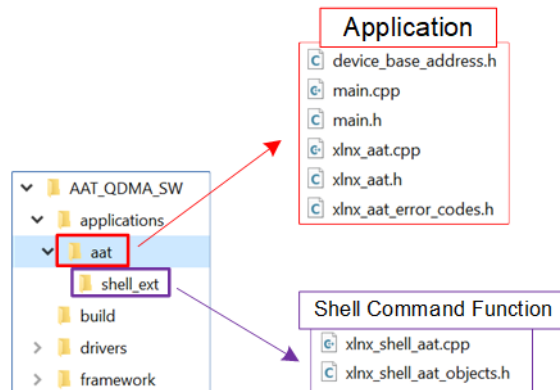 Application
device_base_address.h
main.cpp
main.h
xlnx_aat.cpp
xlnx_aat.h
xlnx_aat_error_codes.h
AAT_QDMA_SW
applications
aat
shell_ext
build
drivers
framework
Shell Command Function
xlnx_shell_aat.cpp
xlnx_shell_aat_objects.h